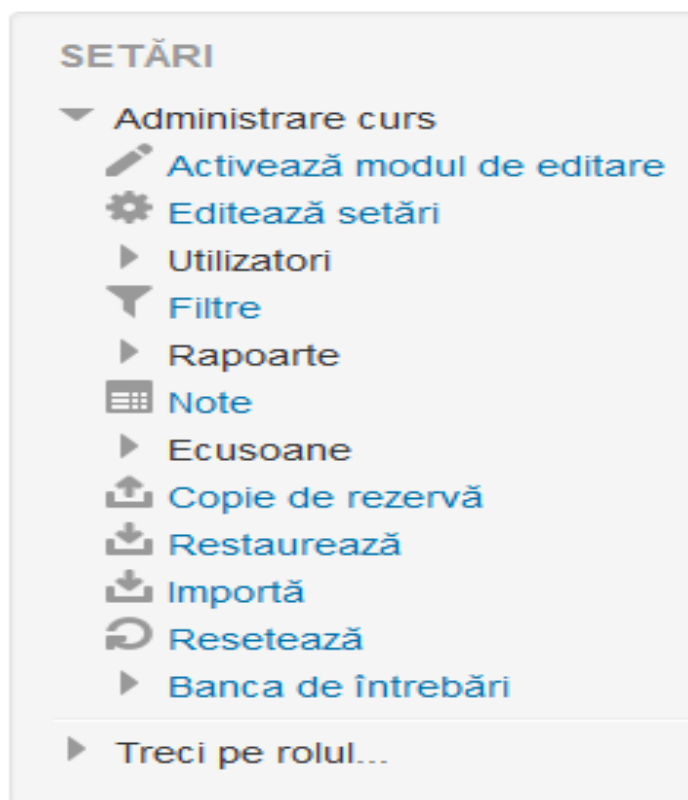 SETĂRI
Administrare curs
Activează modul de editare
Editează setări
Utilizatori
Filtre
Rapoarte
Note
Ecusoane
Copie de rezervă
Restaurează
Importă
Resetează
Banca de întrebări
Treci pe rolul...